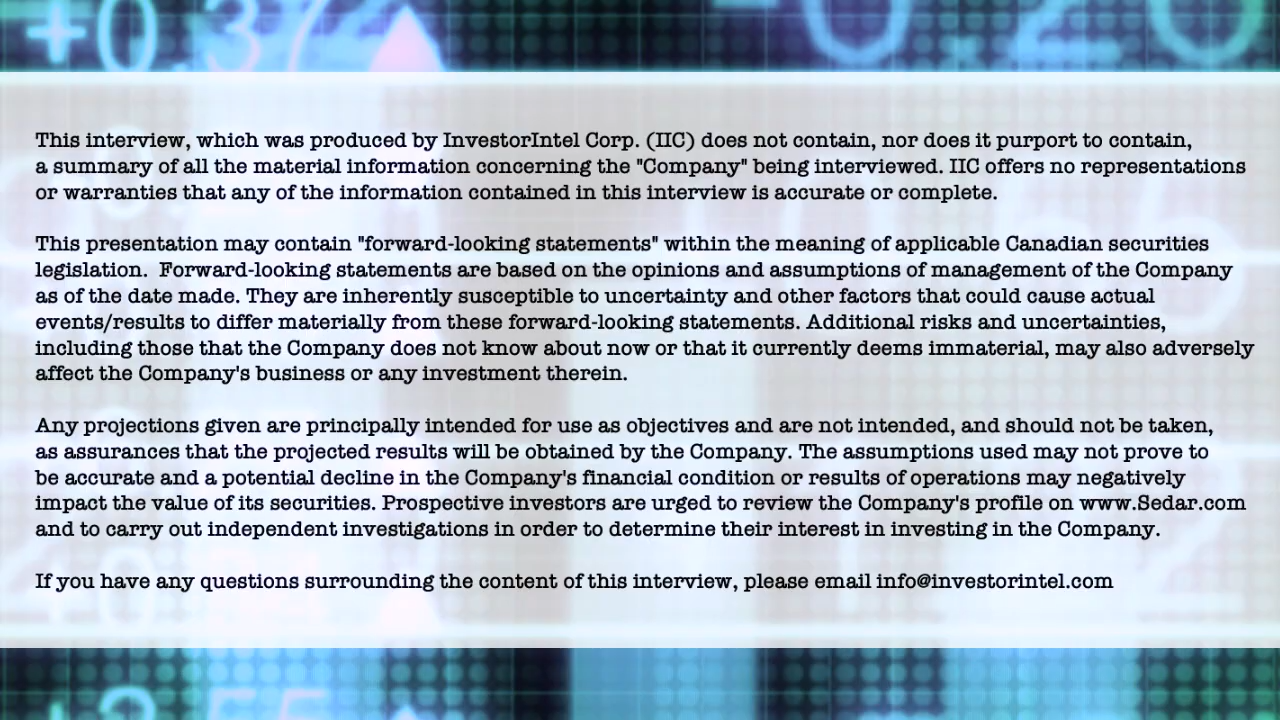 +0.37
-0.20
This interview, which was produced by InvestorIntel Corp. (IIC) does not contain, nor does it purport to contain,
a summary of all the material information concerning the "Company" being interviewed. IIC offers no representations
or warranties that any of the information contained in this interview is accurate or complete.
This presentation may contain "forward-looking statements" within the meaning of applicable Canadian securities
legislation.  Forward-looking statements are based on the opinions and assumptions of management of the Company
as of the date made. They are inherently susceptible to uncertainty and other factors that could cause actual
events/results to differ materially from these forward-looking statements. Additional risks and uncertainties,
including those that the Company does not know about now or that it currently deems immaterial, may also adversely
affect the Company's business or any investment therein.
Any projections given are principally intended for use as objectives and are not intended, and should not be taken,
as assurances that the projected results will be obtained by the Company. The assumptions used may not prove to
be accurate and a potential decline in the Company's financial condition or results of operations may negatively
impact the value of its securities. Prospective investors are urged to review the Company's profile on www.Sedar.com
and to carry out independent investigations in order to determine their interest in investing in the Company.
If you have any questions surrounding the content of this interview, please email info@investorintel.com